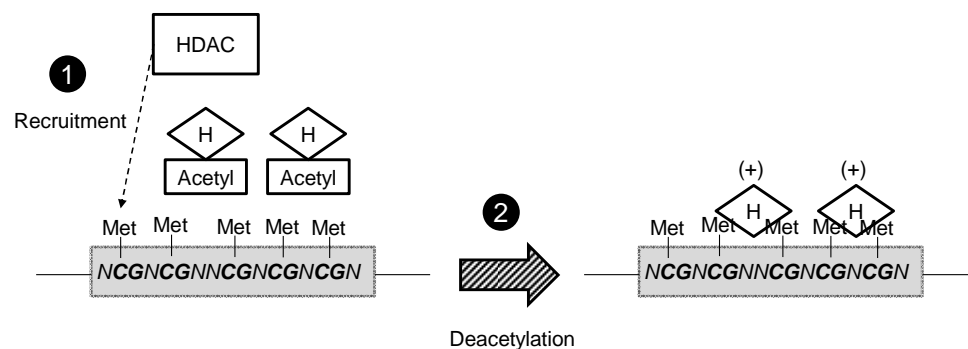 HDAC
1
Recruitment
H H
Acetyl Acetyl
Met Met Met Met Met
NCGNCGNNCGNCGNCGN
2
Deacetylation
(+) (+)
H H
Met Met Met Met Met
NCGNCGNNCGNCGNCGN